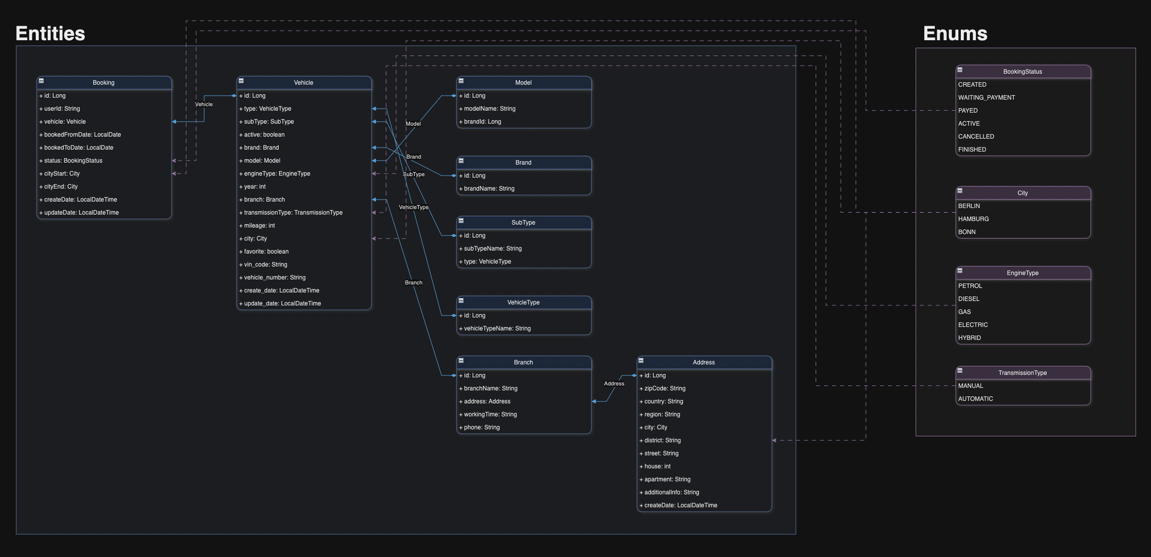 Entities
Booking
+ id: Long
+ userId: String
+ vehicle: Vehicle
+ bookedFromDate: LocalDate
+ bookedToDate: LocalDate
+ status: BookingStatus
+ cityStart: City
+ cityEnd: City
+ createDate: LocalDateTime
+ updateDate: LocalDateTime
Vehicle
Vehicle
+ id: Long
+ type: VehicleType
+ subType: SubType
+ active: boolean
+ brand: Brand
+ model: Model
+ engineType: EngineType
+ year: int
+ branch: Branch
+ transmissionType: TransmissionType
+ mileage: int
+ city: City
+ favorite: boolean
+ vin_code: String
+ vehicle_number: String
+ create_date: LocalDateTime
+ update_date: LocalDateTime
Model
Brand
SubType
VehicleType
Branch
Model
+ id: Long
+ modelName: String
+ brandId: Long
Brand
+ id: Long
+ brandName: String
SubType
+ id: Long
+ subTypeName: String
+ type: VehicleType
VehicleType
+ id: Long
+ vehicleTypeName: String
Branch
+ id: Long
+ branchName: String
+ address: Address
+ workingTime: String
+ phone: String
Address
Address
+ id: Long
+ zipCode: String
+ country: String
+ region: String
+ city: City
+ district: String
+ street: String
+ house: int
+ apartment: String
+ additionalInfo: String
+ createDate: LocalDateTime
Enums
BookingStatus
CREATED
WAITING_PAYMENT
PAYED
ACTIVE
CANCELLED
FINISHED
City
BERLIN
HAMBURG
BONN
EngineType
PETROL
DIESEL
GAS
ELECTRIC
HYBRID
TransmissionType
MANUAL
AUTOMATIC